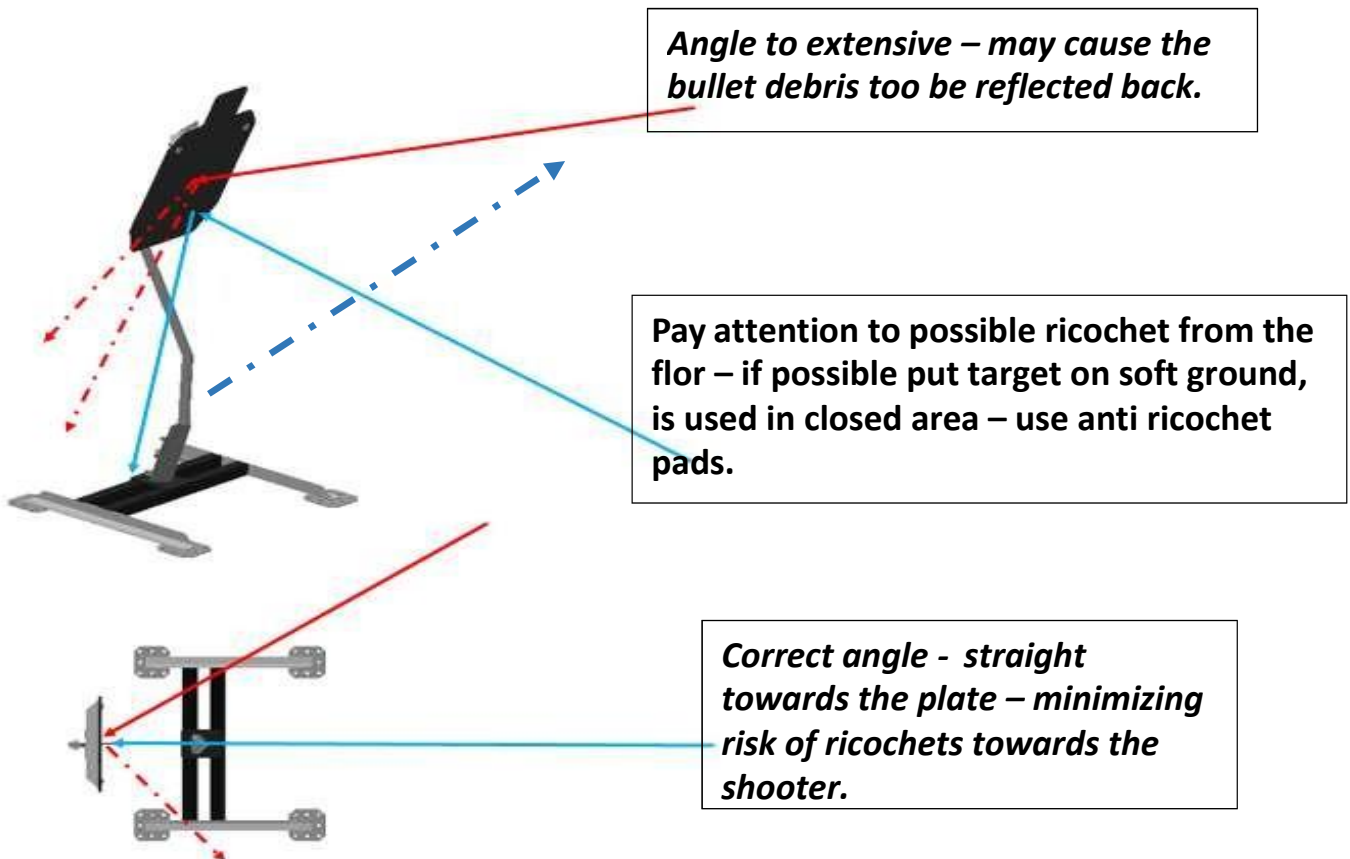 Angle to extensive – may cause the
bullet debris too be reflected back.
Pay attention to possible ricochet from the
flor – if possible put target on soft ground,
is used in closed area – use anti ricochet
pads.
Correct angle - straight
towards the plate – minimizing
risk of ricochets towards the
shooter.